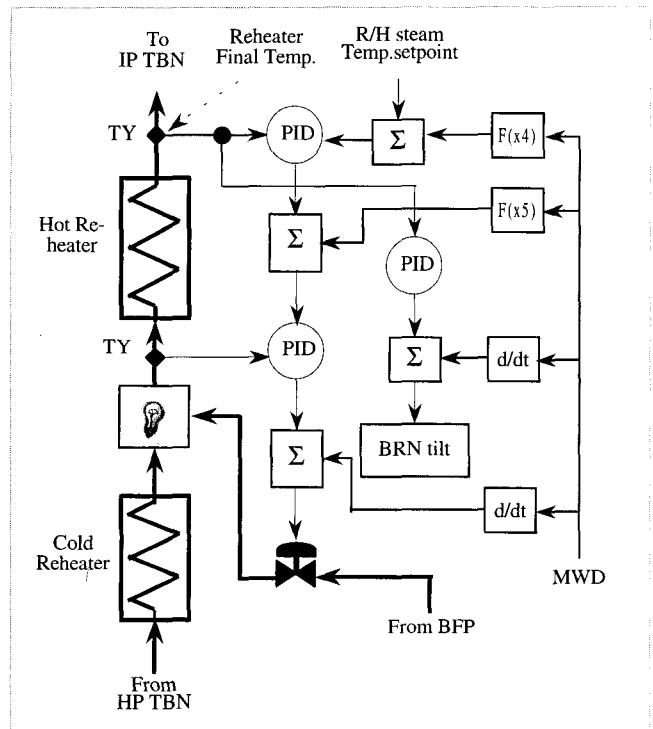 To
IP TBN
Reheater
Final Temp.
R/H steam
Temp.setpoint
TY
PID
Σ
F(x4)
Hot Re-
heater
Σ
F(x5)
PID
TY
PID
Σ
d/dt
BRN tilt
Σ
d/dt
Cold
Reheater
MWD
From BFP
From
HP TBN